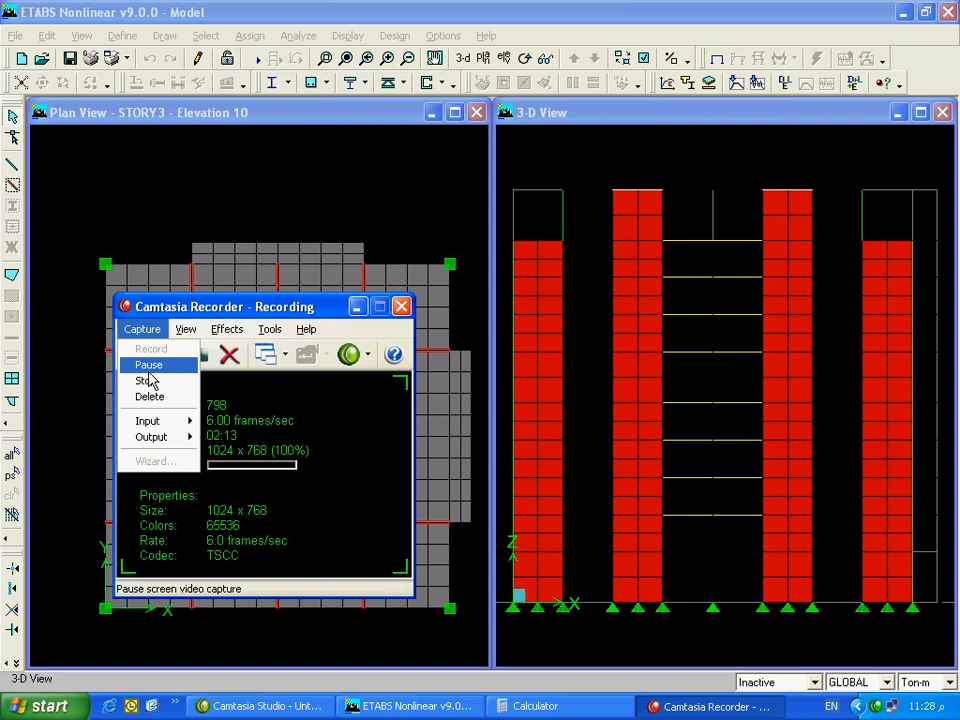 ETABS Nonlinear v9.0.0 - Model
File Edit View Define Draw Select Assign Analyze Display Design Options Help
3-d
Plan View - STORY3 - Elevation 10
3-D View
Camtasia Recorder - Recording
Capture View Effects Tools Help
Record
Pause
Delete
Input
Output
Wizard...
798
6.00 frames/sec
02:13
1024 x 768 (100%)
Properties:
Size: 1024 x 768
Colors: 65536
Rate: 6.0 frames/sec
Codec: TSCC
Pause screen video capture
Y
X
Z
X
all
ps
clr
3-D View
Inactive GLOBAL Ton-m
start
Camtasia Studio - Unt...
ETABS Nonlinear v9.0....
Calculator
Camtasia Recorder - ...
EN
11:28 م